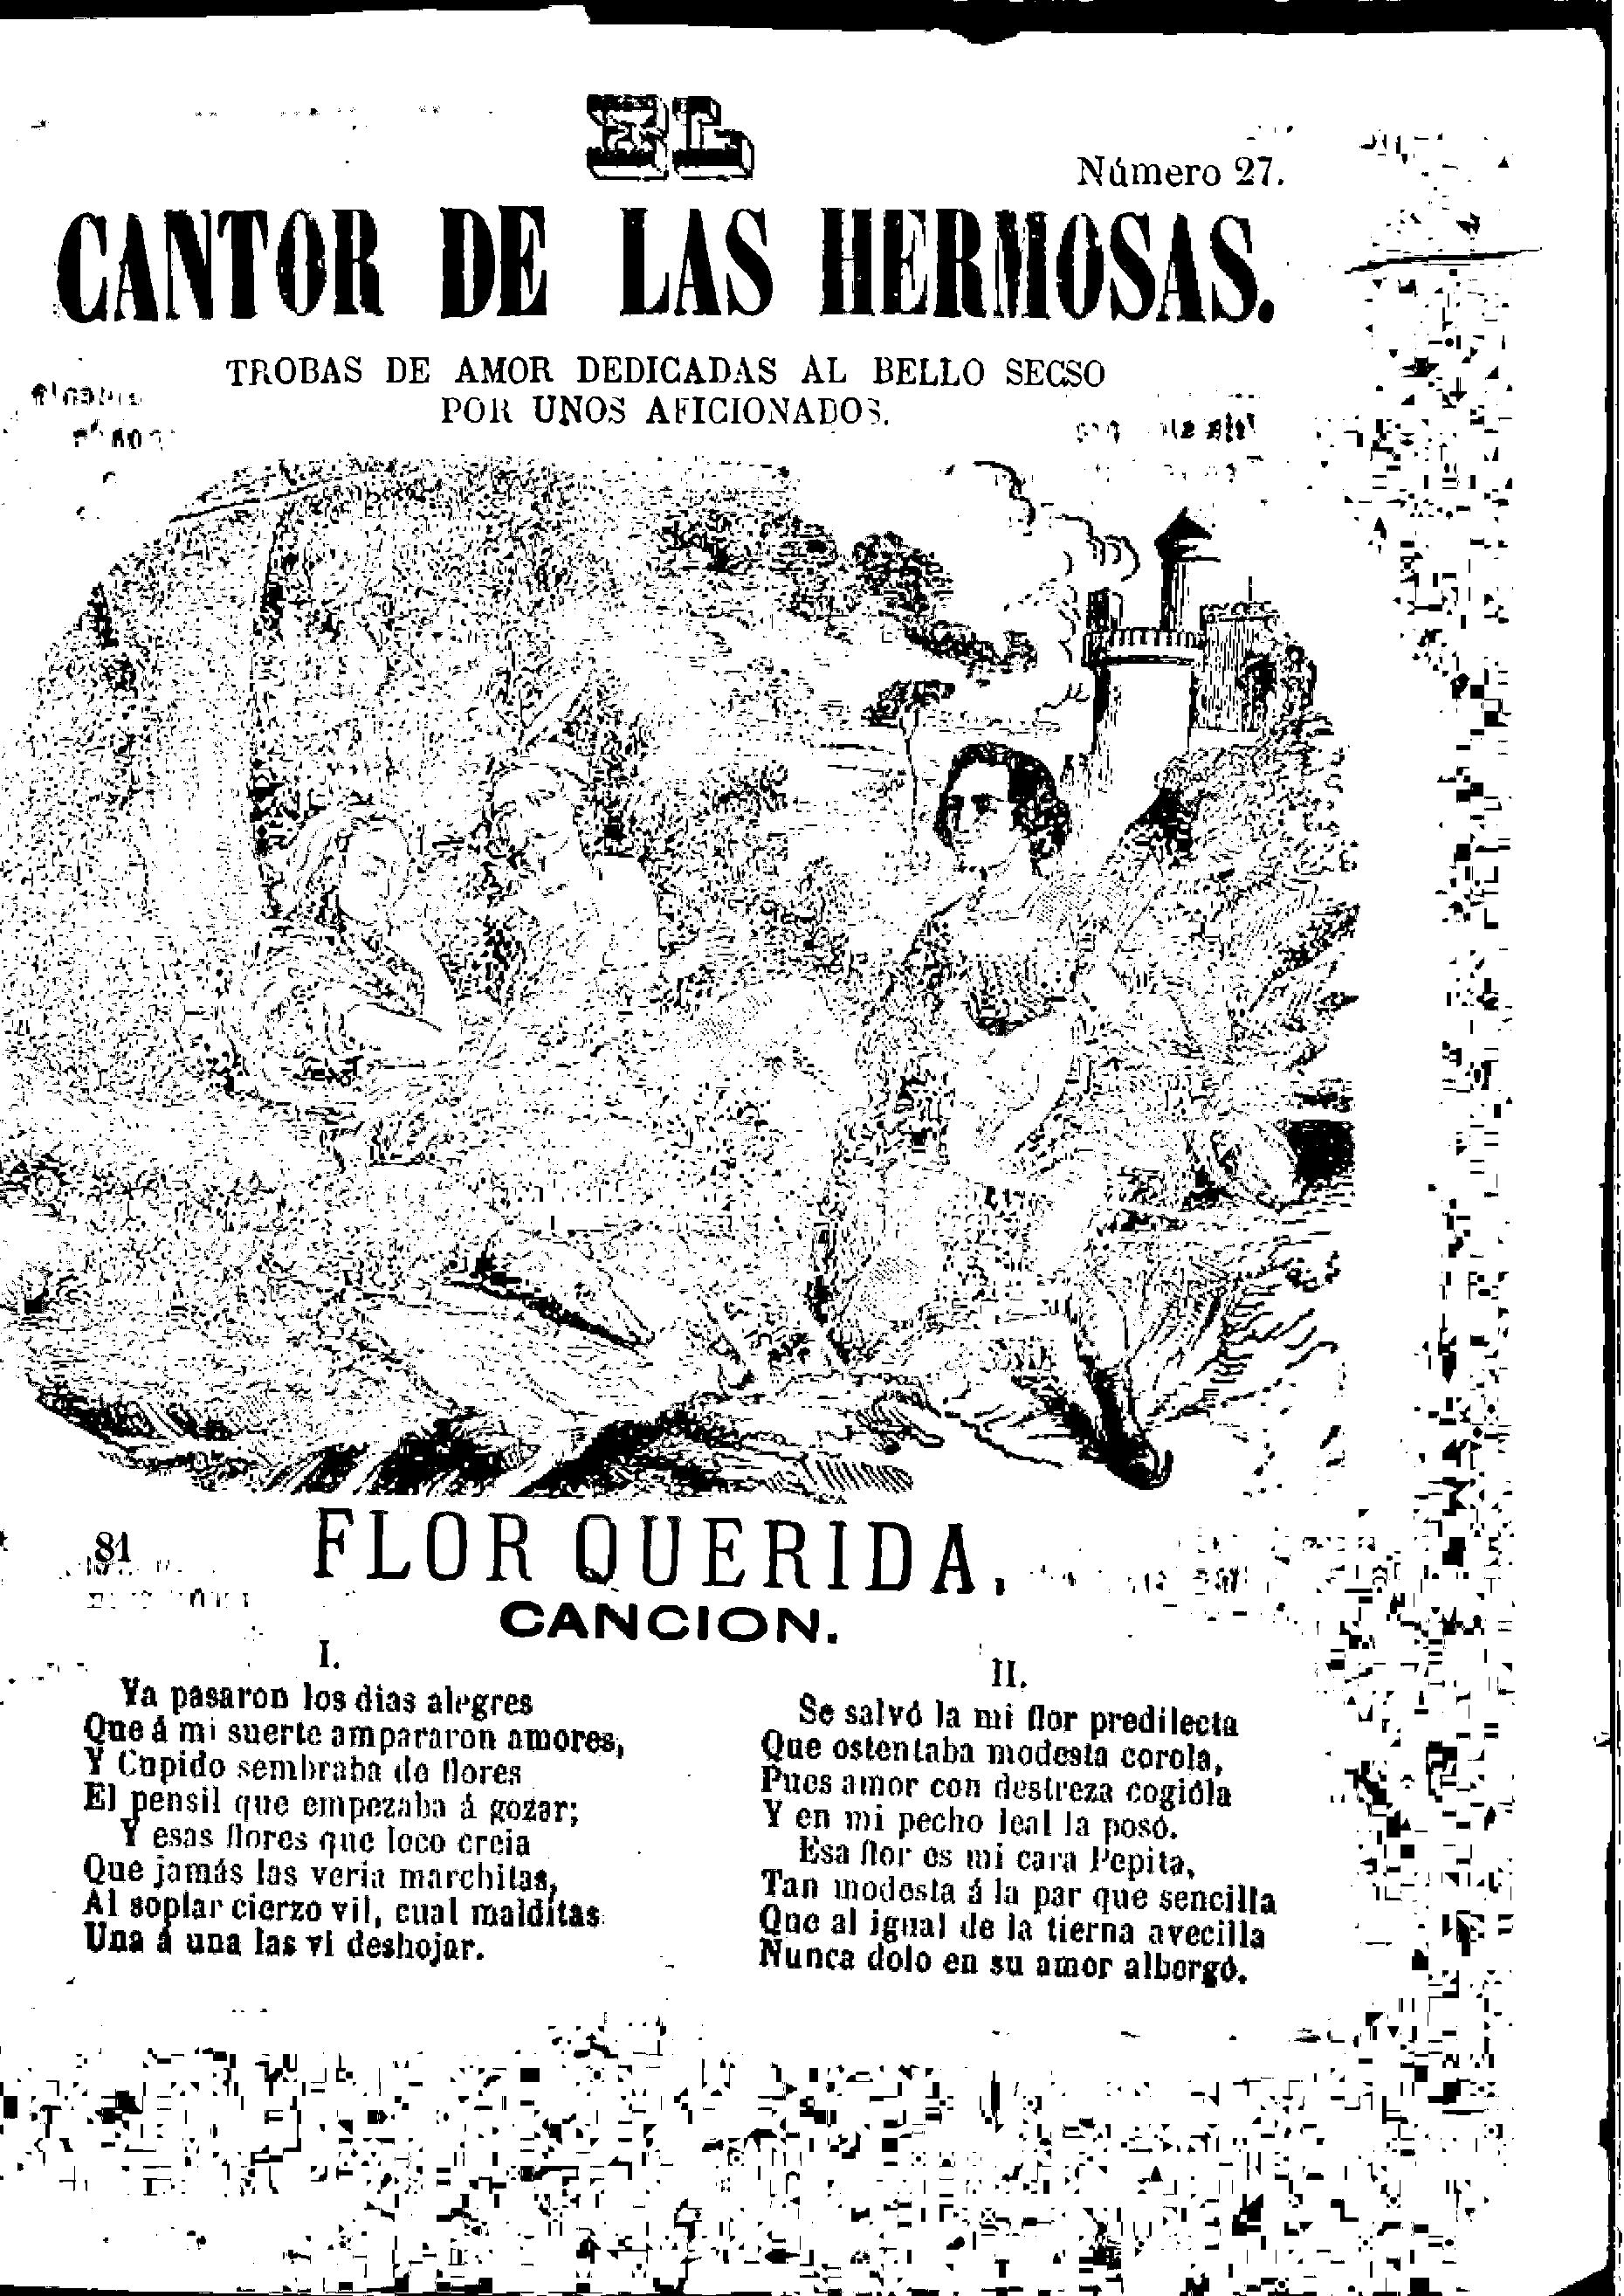 EL
Número 27.
CANTOR DE LAS HERMOSAS.
TROBAS DE AMOR DEDICADAS AL BELLO SECSO
POR UNOS AFICIONADOS.
81
FLOR QUERIDA.
CANCION.
I.
Ya pasaron los dias alegres
Que á mi suerte ampararon amores,
Y Cupido sembraba de flores
El pensil que empezaba á gozar;
Y esas flores que loco creia
Que jamás las veria marchitas,
Al soplar cierzo vil, cual malditas
Una á una las vi deshojar.
II.
Se salvó la mi flor predilecta
Que ostentaba modesta corola,
Pues amor con destreza cogióla
Y en mi pecho leal la posó.
Esa flor es mi cara Pepita,
Tan modesta á la par que sencilla
Que al igual de la tierna avecilla
Nunca dolo en su amor albergó.